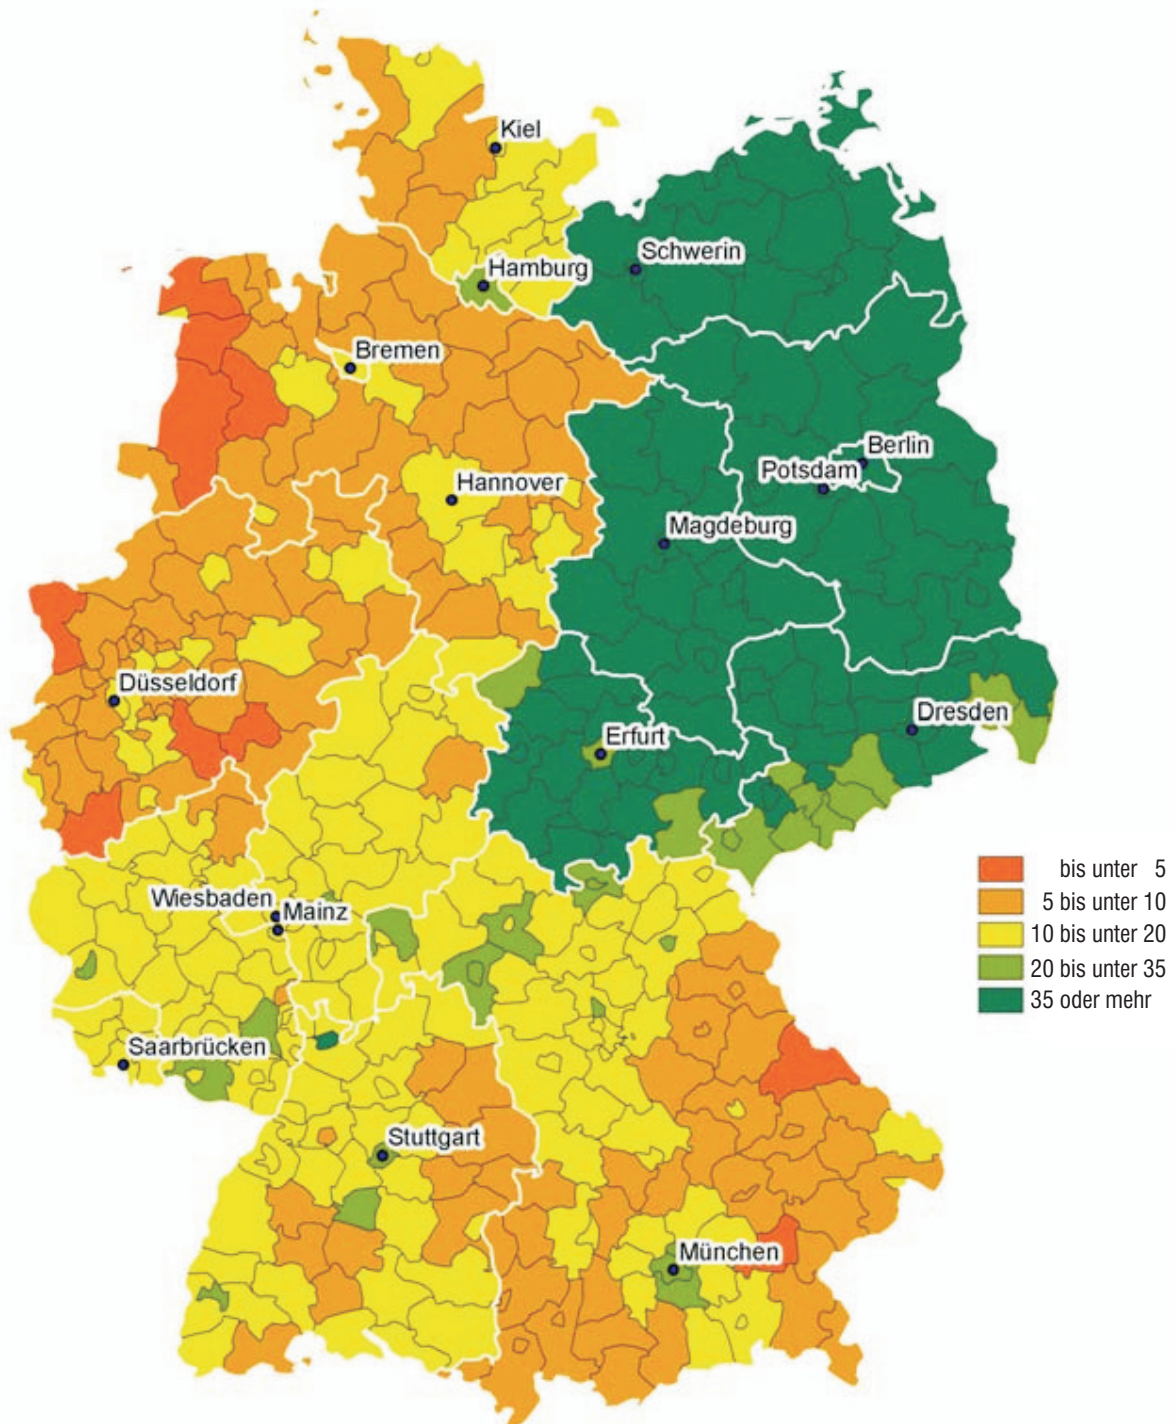 Kiel
Schwerin
Hamburg
Bremen
Berlin
Potsdam
Hannover
Magdeburg
Düsseldorf
Dresden
Erfurt
Wiesbaden
Mainz
Saarbrücken
Stuttgart
München
bis unter 5
5 bis unter 10
10 bis unter 20
20 bis unter 35
35 oder mehr